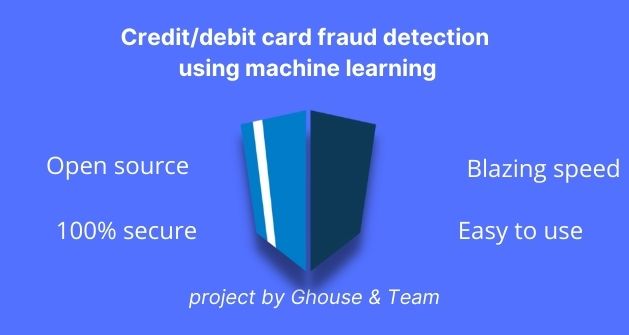 Credit/debit card fraud detection
using machine learning
Open source
Blazing speed
100% secure
Easy to use
project by Ghouse & Team